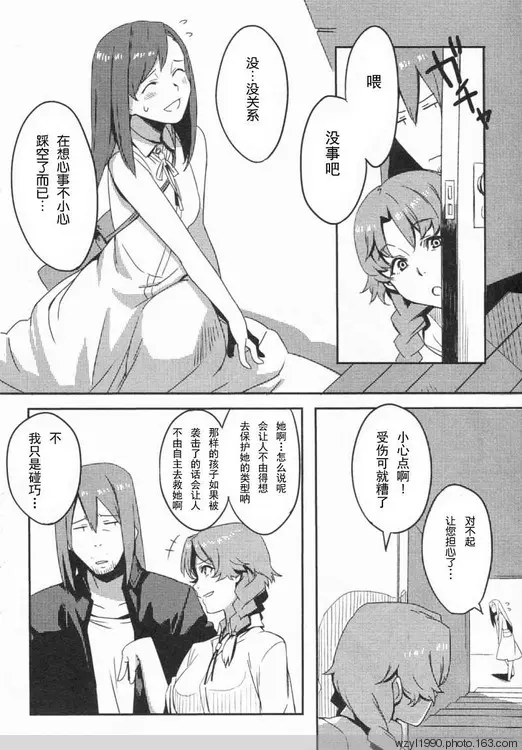 喂
没事吧
ガチャ
没…没关系
在想心事不小心
踩空了而已…
小心点啊！
受伤可就糟了
对不起
让您担心了…
她啊…怎么说呢
会让人不由得想
去保护她的类型呐
那样的孩子如果被
袭击了的话会让人
不由自主去救她啊
不
我只是碰巧…
wzyl1990.photo.163.com